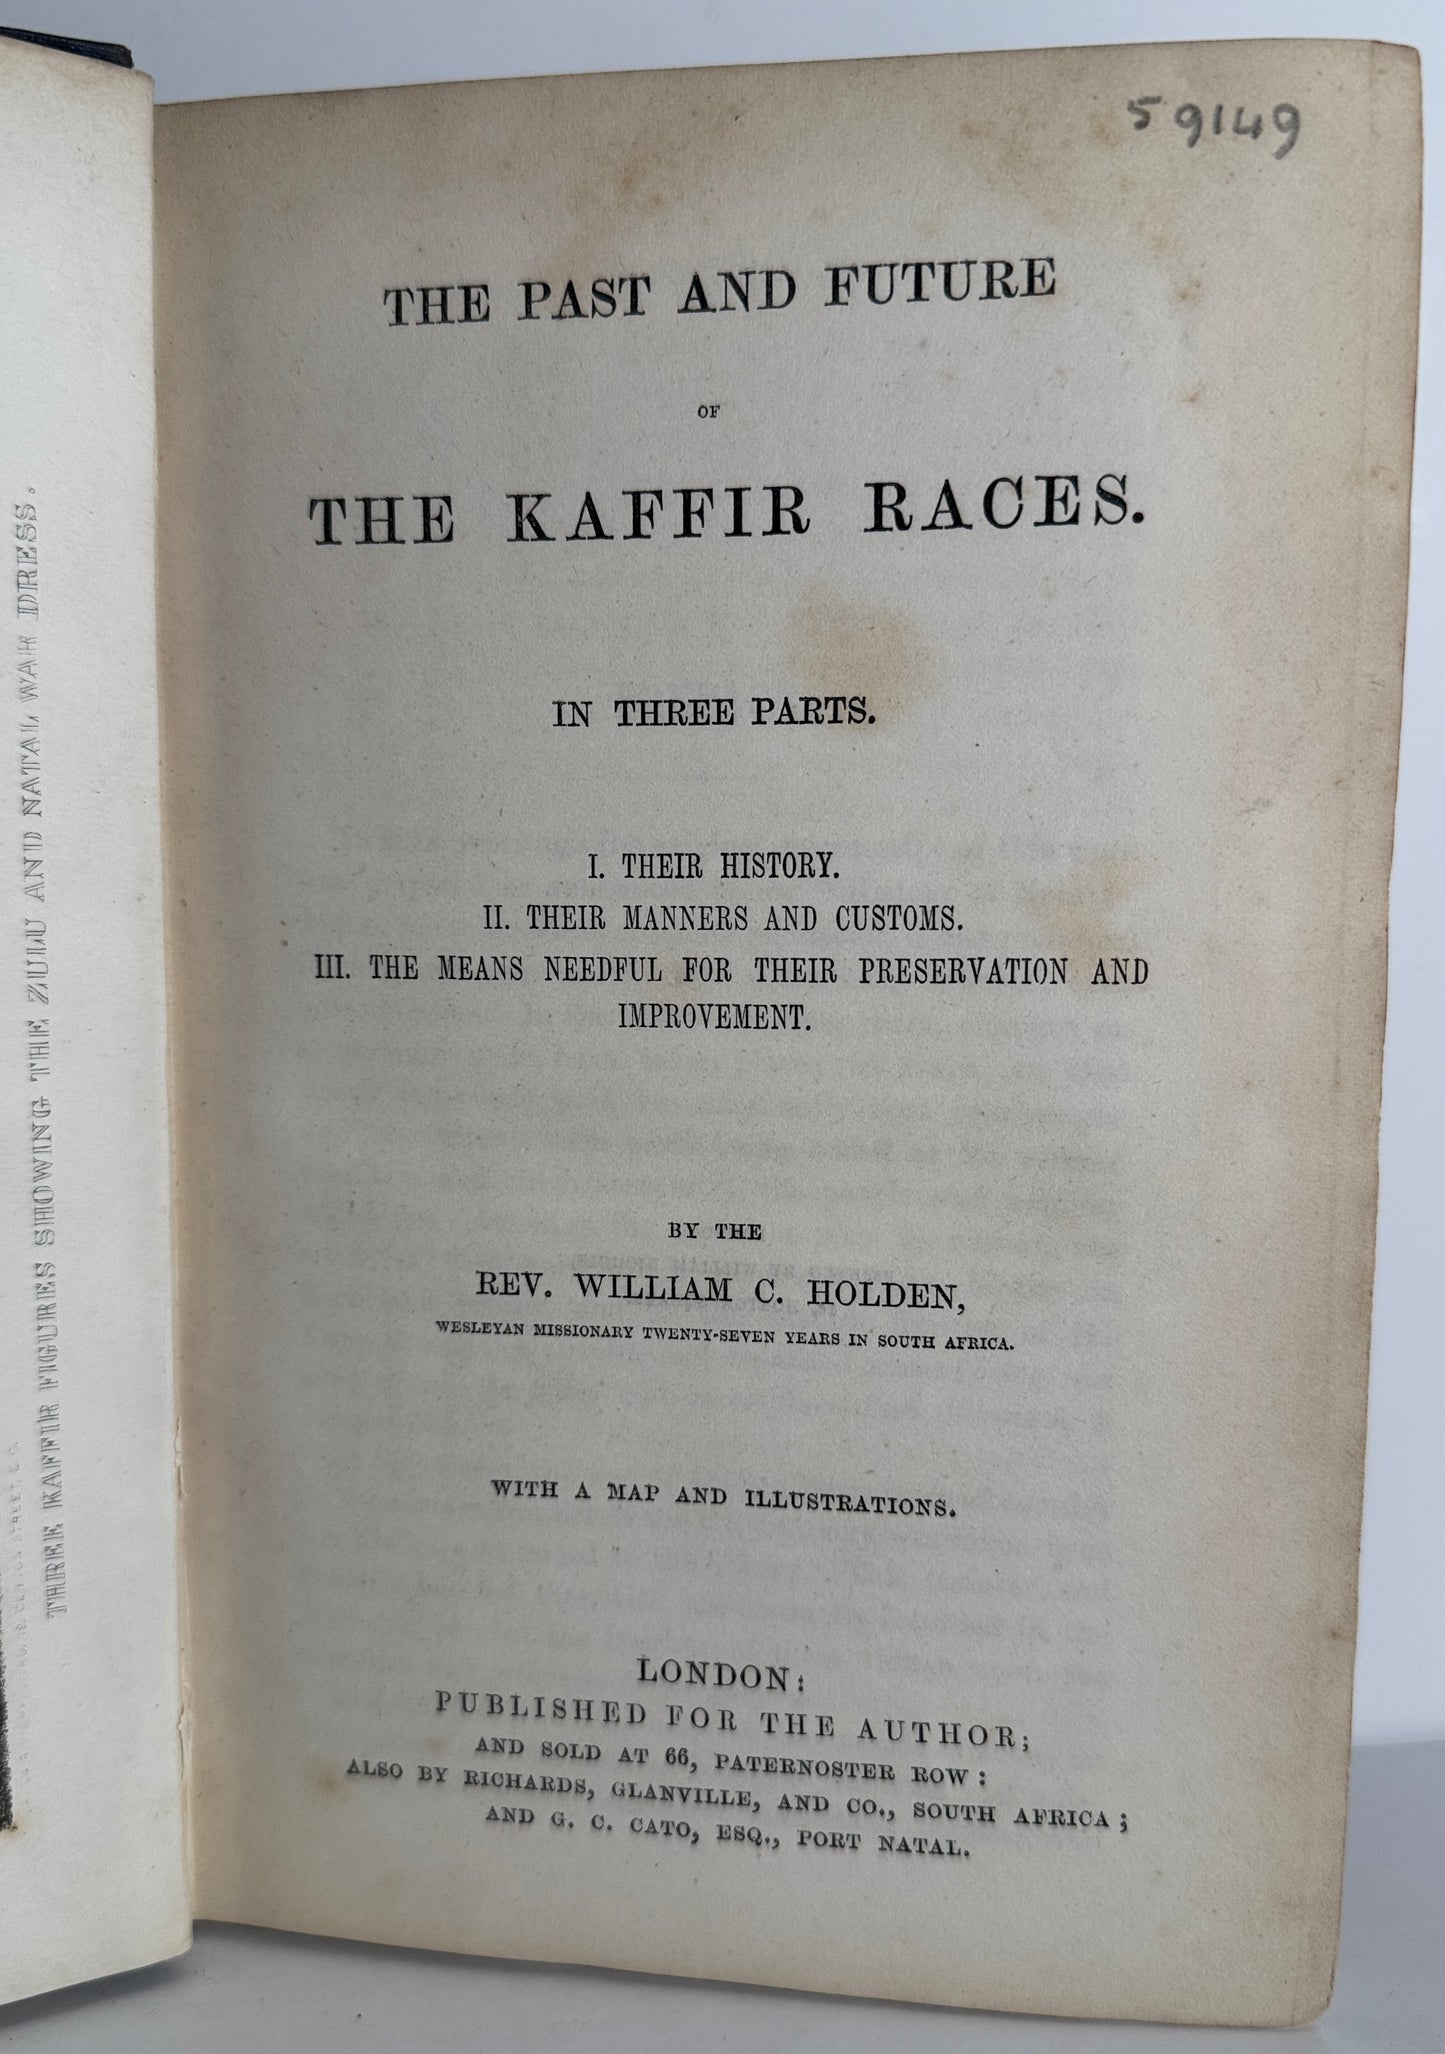 THREE KAFFIR FIGURES SHOWING THE ZULU AND NATAL WAR DRESS.
59149
THE PAST AND FUTURE
OF
THE KAFFIR RACES.
IN THREE PARTS.
I. THEIR HISTORY.
II. THEIR MANNERS AND CUSTOMS.
III. THE MEANS NEEDFUL FOR THEIR PRESERVATION AND
IMPROVEMENT.
BY THE
REV. WILLIAM C. HOLDEN,
WESLEYAN MISSIONARY TWENTY-SEVEN YEARS IN SOUTH AFRICA.
WITH A MAP AND ILLUSTRATIONS.
LONDON:
PUBLISHED FOR THE AUTHOR;
AND SOLD AT 66, PATERNOSTER ROW:
ALSO BY RICHARDS, GLANVILLE, AND CO., SOUTH AFRICA;
AND G. C. CATO, ESQ., PORT NATAL.